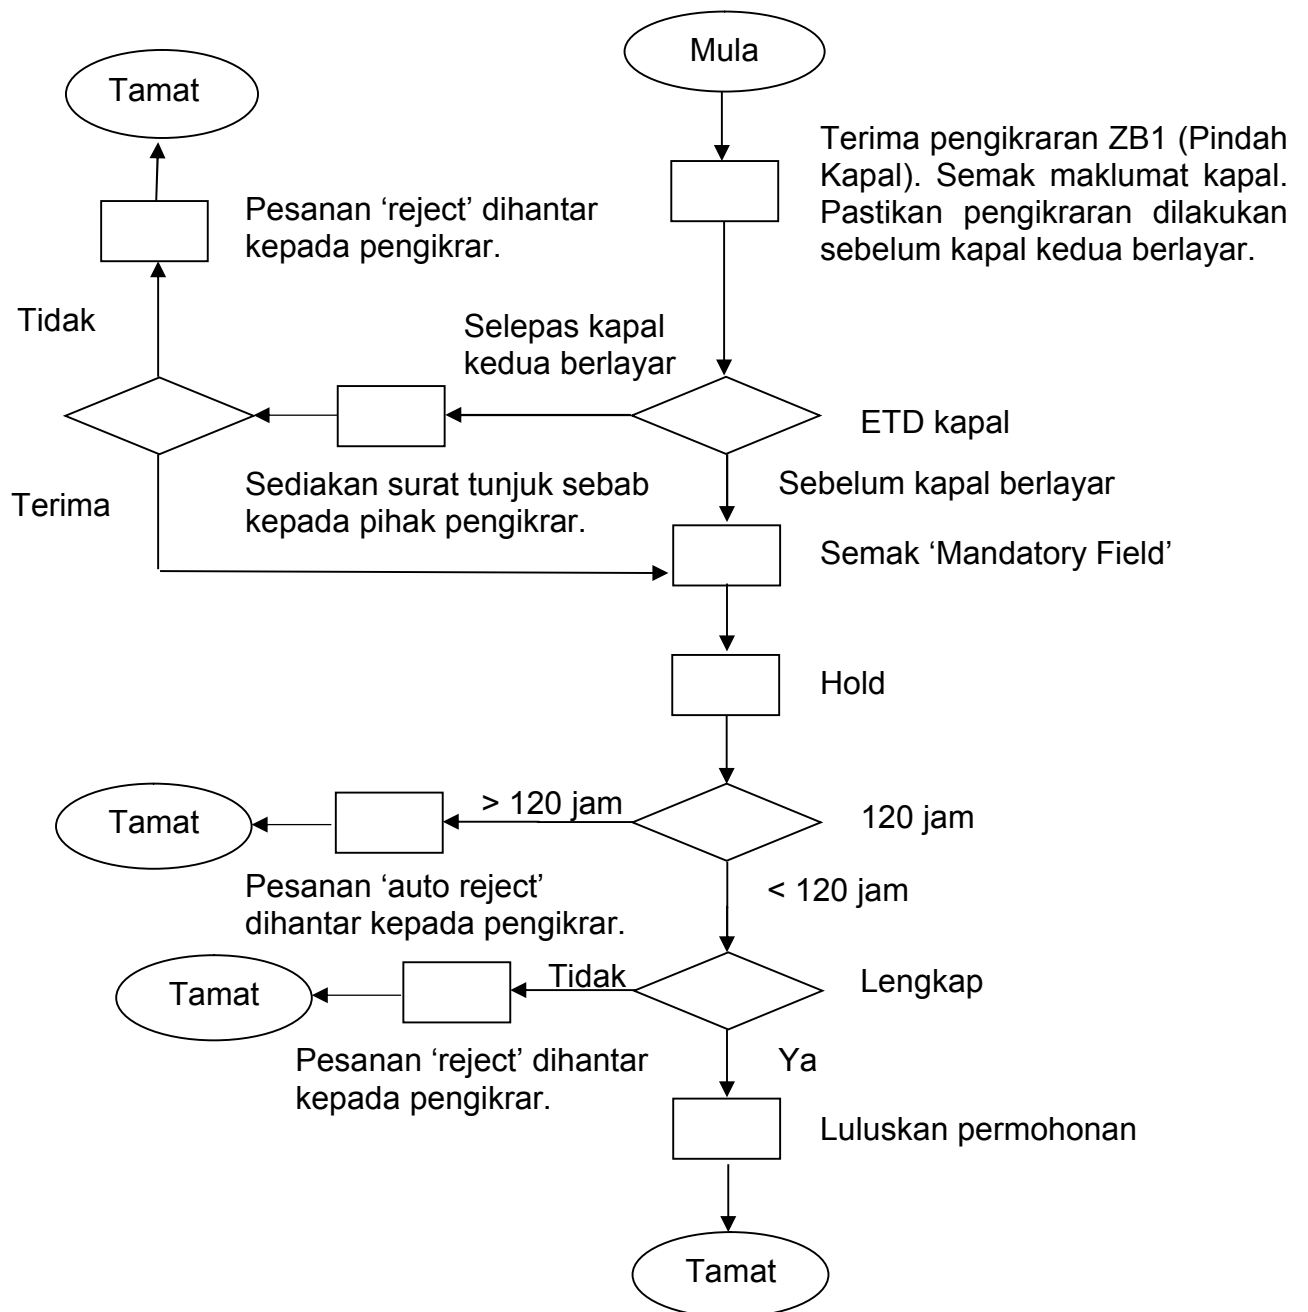 Mula
Tamat
Terima pengikraran ZB1 (Pindah
Kapal). Semak maklumat kapal.
Pastikan pengikraran dilakukan
sebelum kapal kedua berlayar.
Pesanan ‘reject’ dihantar
kepada pengikrar.
Tidak
Selepas kapal
kedua berlayar
ETD kapal
Terima
Sediakan surat tunjuk sebab
kepada pihak pengikrar.
Sebelum kapal berlayar
Semak ‘Mandatory Field’
Hold
Tamat
> 120 jam
120 jam
Pesanan ‘auto reject’
dihantar kepada pengikrar.
< 120 jam
Tamat
Tidak
Lengkap
Pesanan ‘reject’ dihantar
kepada pengikrar.
Ya
Luluskan permohonan
Tamat